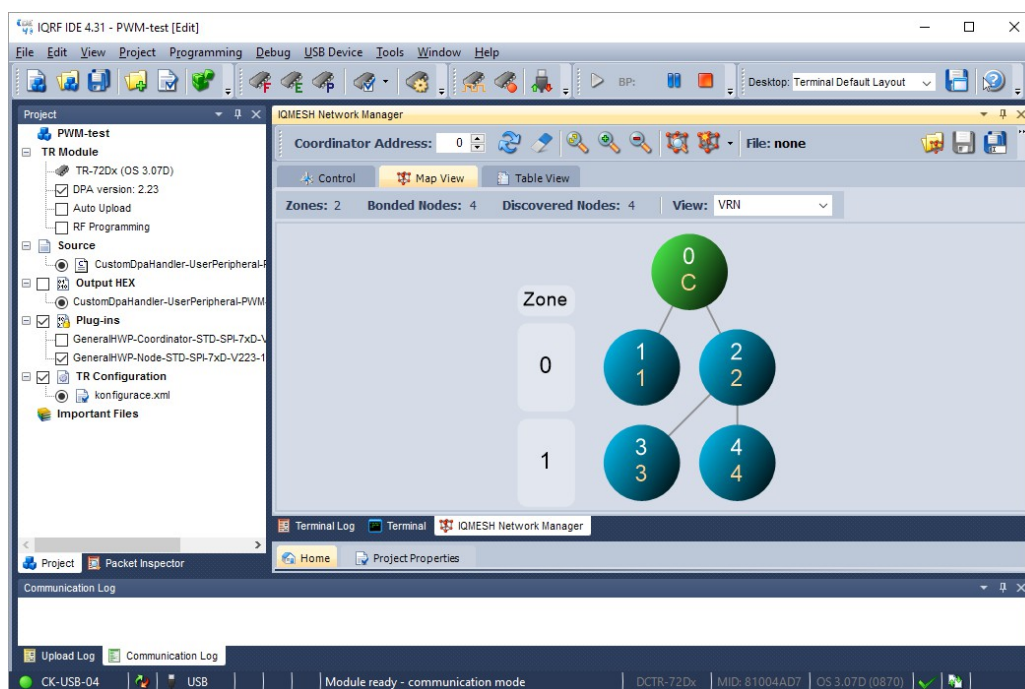 IQRF IDE 4.31 - PWM-test [Edit]
File Edit View Project Programming Debug USB Device Tools Window Help
BP: Desktop: Terminal Default Layout
Project
PWM-test
TR Module
TR-72Dx (OS 3.07D)
DPA version: 2.23
Auto Upload
RF Programming
Source
CustomDpaHandler-UserPeripheral-
Output HEX
CustomDpaHandler-UserPeripheral-PWM
Plug-ins
GeneralHWP-Coordinator-STD-SPI-7xD-V
GeneralHWP-Node-STD-SPI-7xD-V223-1
TR Configuration
konfigurace.xml
Important Files
Project Packet Inspector
IQMESH Network Manager
Coordinator Address: 0 File: none
Control Map View Table View
Zones: 2 Bonded Nodes: 4 Discovered Nodes: 4 View: VRN
0
C
Zone
0
1
1
2
2
1
3
3
4
4
Terminal Log Terminal IQMESH Network Manager
Home Project Properties
Communication Log
Upload Log Communication Log
CK-USB-04 USB Module ready - communication mode DCTR-72Dx MID: 81004AD7 OS 3.07D (0870)